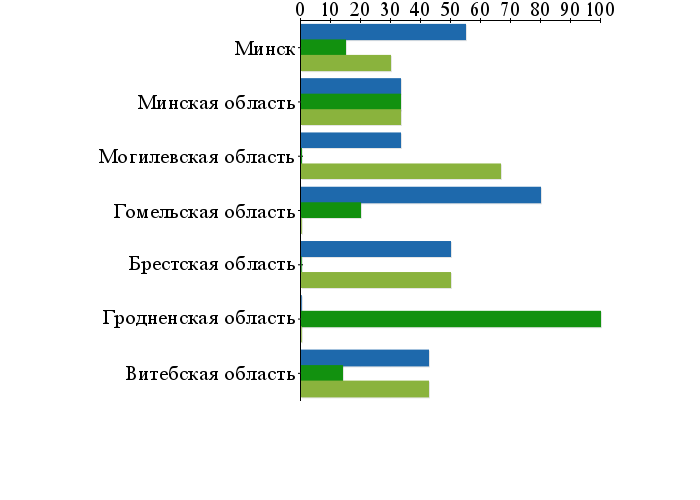 0 10 20 30 40 50 60 70 80 90 100
Минск
Минская область
Могилевская область
Гомельская область
Брестская область
Гродненская область
Витебская область